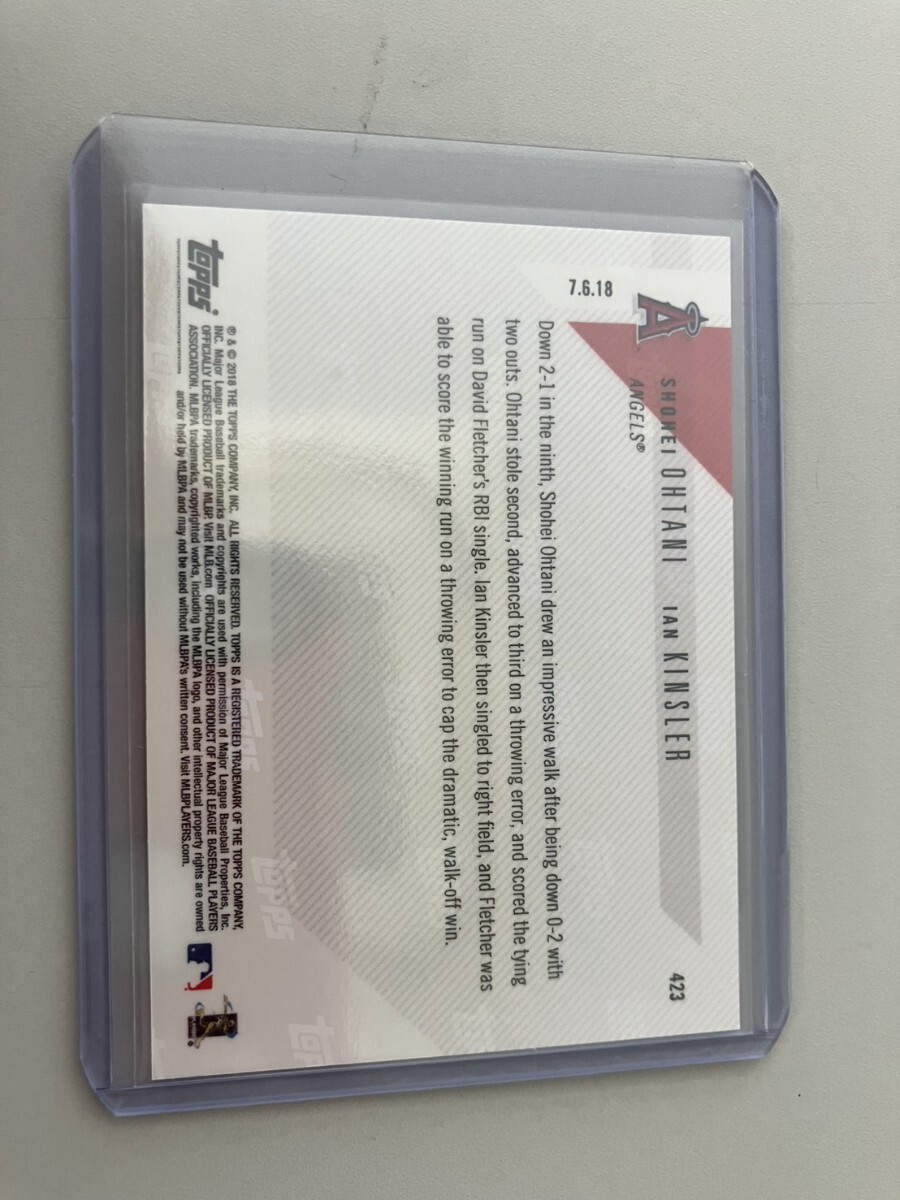 SHOHEI OHTANI IAN KINSLER
423
ANGELS®
7.6.18
Down 2-1 in the ninth, Shohei Ohtani drew an impressive walk after being down 0-2 with
two outs. Ohtani stole second, advanced to third on a throwing error, and scored the tying
run on David Fletcher's RBI single. Ian Kinsler then singled to right field, and Fletcher was
able to score the winning run on a throwing error to cap the dramatic, walk-off win.
topps
® & © 2018 THE TOPPS COMPANY, INC. ALL RIGHTS RESERVED. TOPPS IS A REGISTERED TRADEMARK OF THE TOPPS COMPANY,
INC. Major League Baseball trademarks and copyrights are used with permission of Major League Baseball Properties, Inc.
OFFICIALLY LICENSED PRODUCT OF MLBP. Visit MLB.com OFFICIALLY LICENSED PRODUCT OF MAJOR LEAGUE BASEBALL PLAYERS
ASSOCIATION. MLBPA trademarks, copyrighted works, including the MLBPA logo, and other intellectual property rights are owned
and/or held by MLBPA and may not be used without MLBPA's written consent. Visit MLBPLAYERS.com.